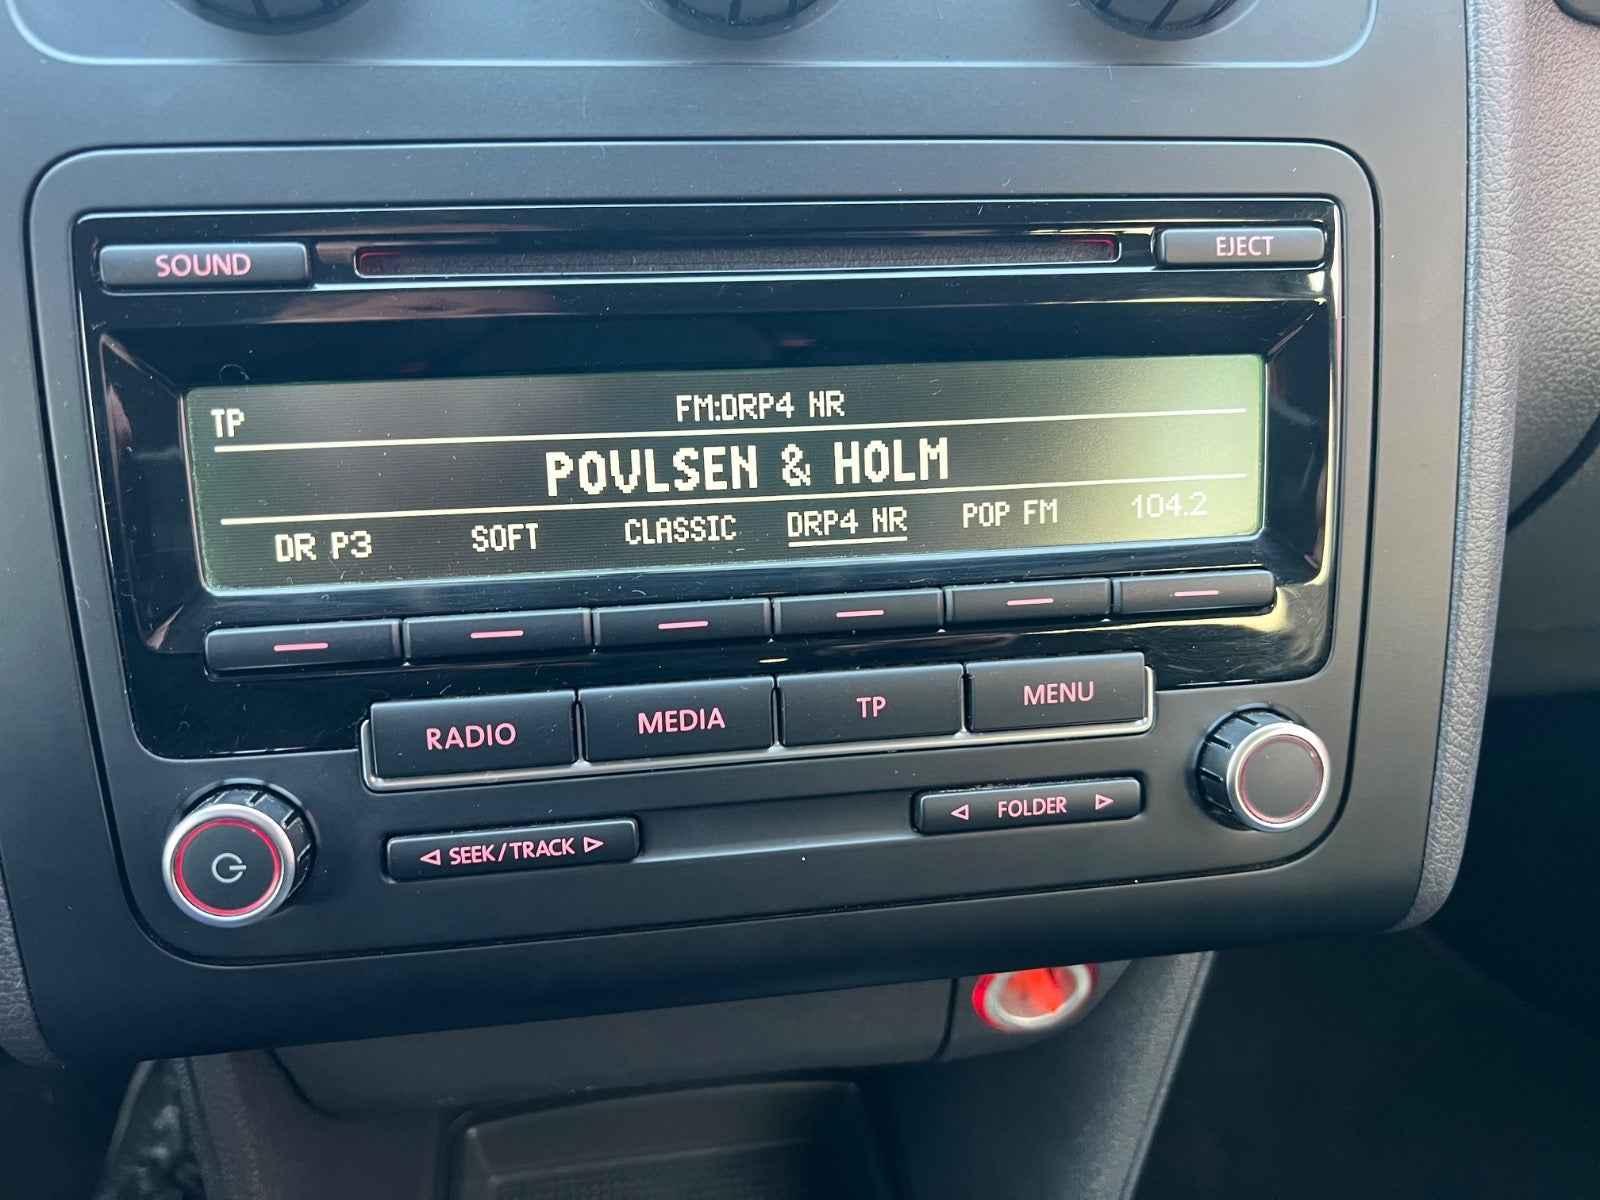 SOUND
EJECT
TP
FM:DRP4 NR
POVLSEN & HOLM
DR P3 SOFT CLASSIC DRP4 NR POP FM 104.2
RADIO MEDIA TP MENU
SEEK/TRACK
FOLDER